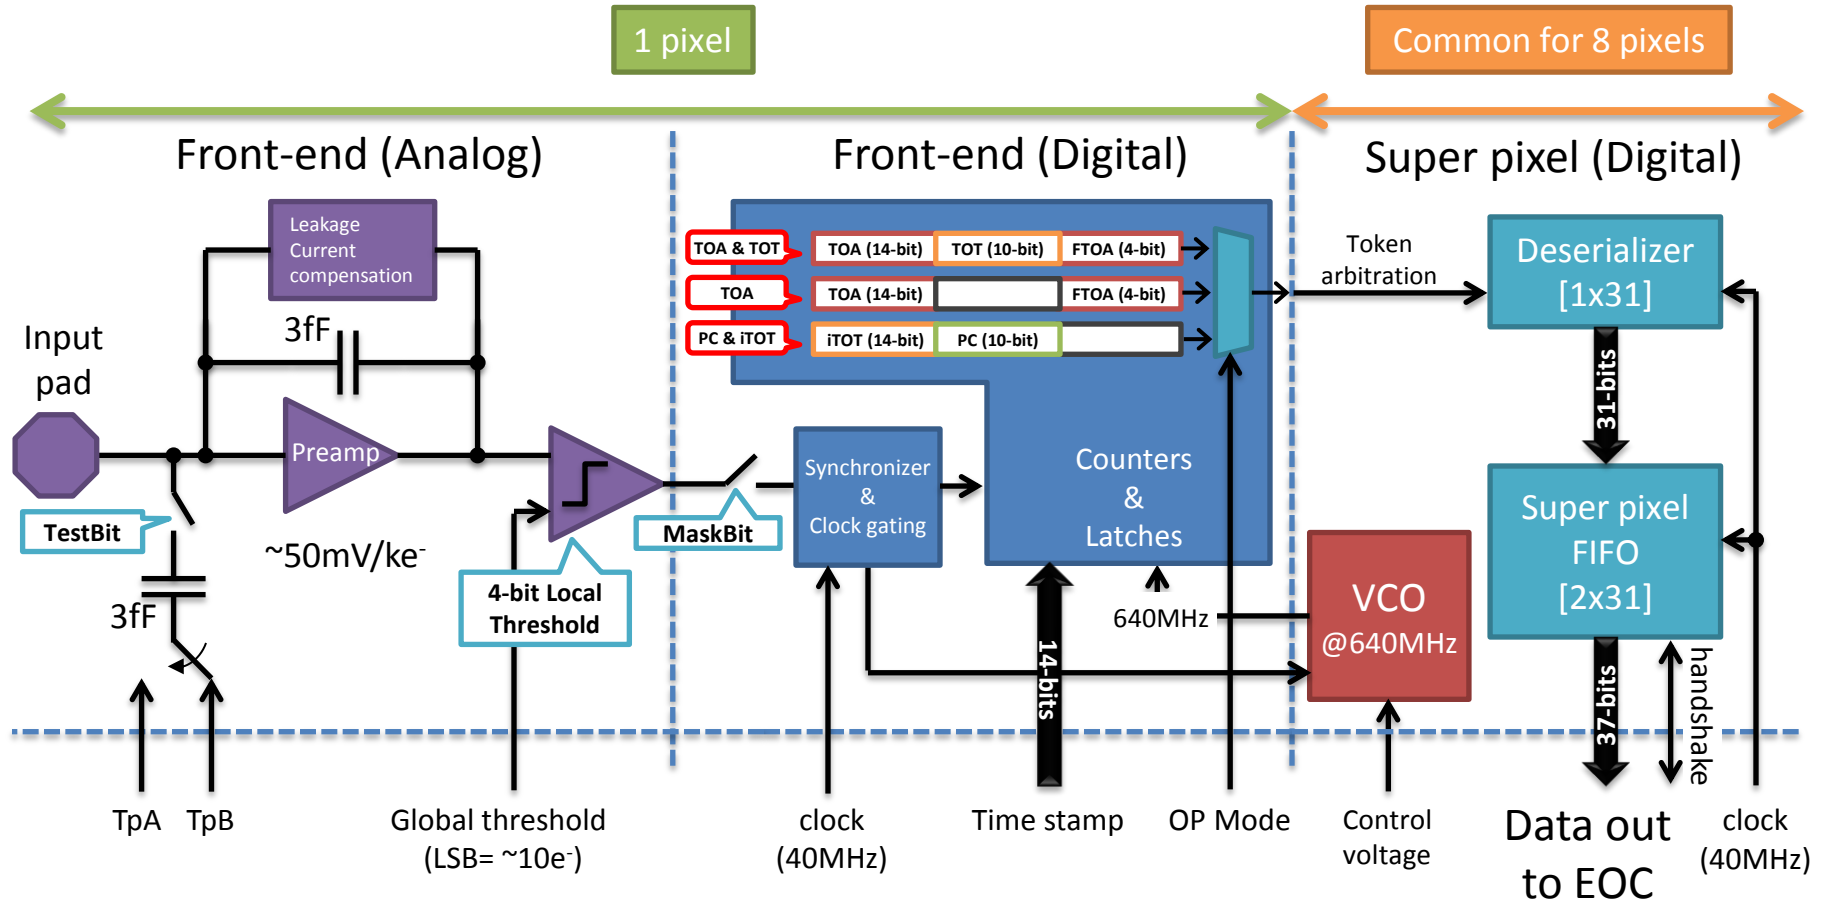 1 pixel
Common for 8 pixels
Front-end (Analog)
Front-end (Digital)
Super pixel (Digital)
Leakage
Current
compensation
3fF
Input
pad
Preamp
TestBit
~50mV/ke-
3fF
4-bit Local
Threshold
MaskBit
TOA & TOT
TOA (14-bit)
TOT (10-bit)
FTOA (4-bit)
TOA
TOA (14-bit)
FTOA (4-bit)
PC & iTOT
iTOT (14-bit)
PC (10-bit)
Synchronizer
&
Clock gating
Counters
&
Latches
640MHz
14-bits
Token
arbitration
Deserializer
[1x31]
31-bits
Super pixel
FIFO
[2x31]
VCO
@640MHz
37-bits
handshake
TpA
TpB
Global threshold
(LSB= ~10e-)
clock
(40MHz)
Time stamp
OP Mode
Control
voltage
Data out
to EOC
clock
(40MHz)